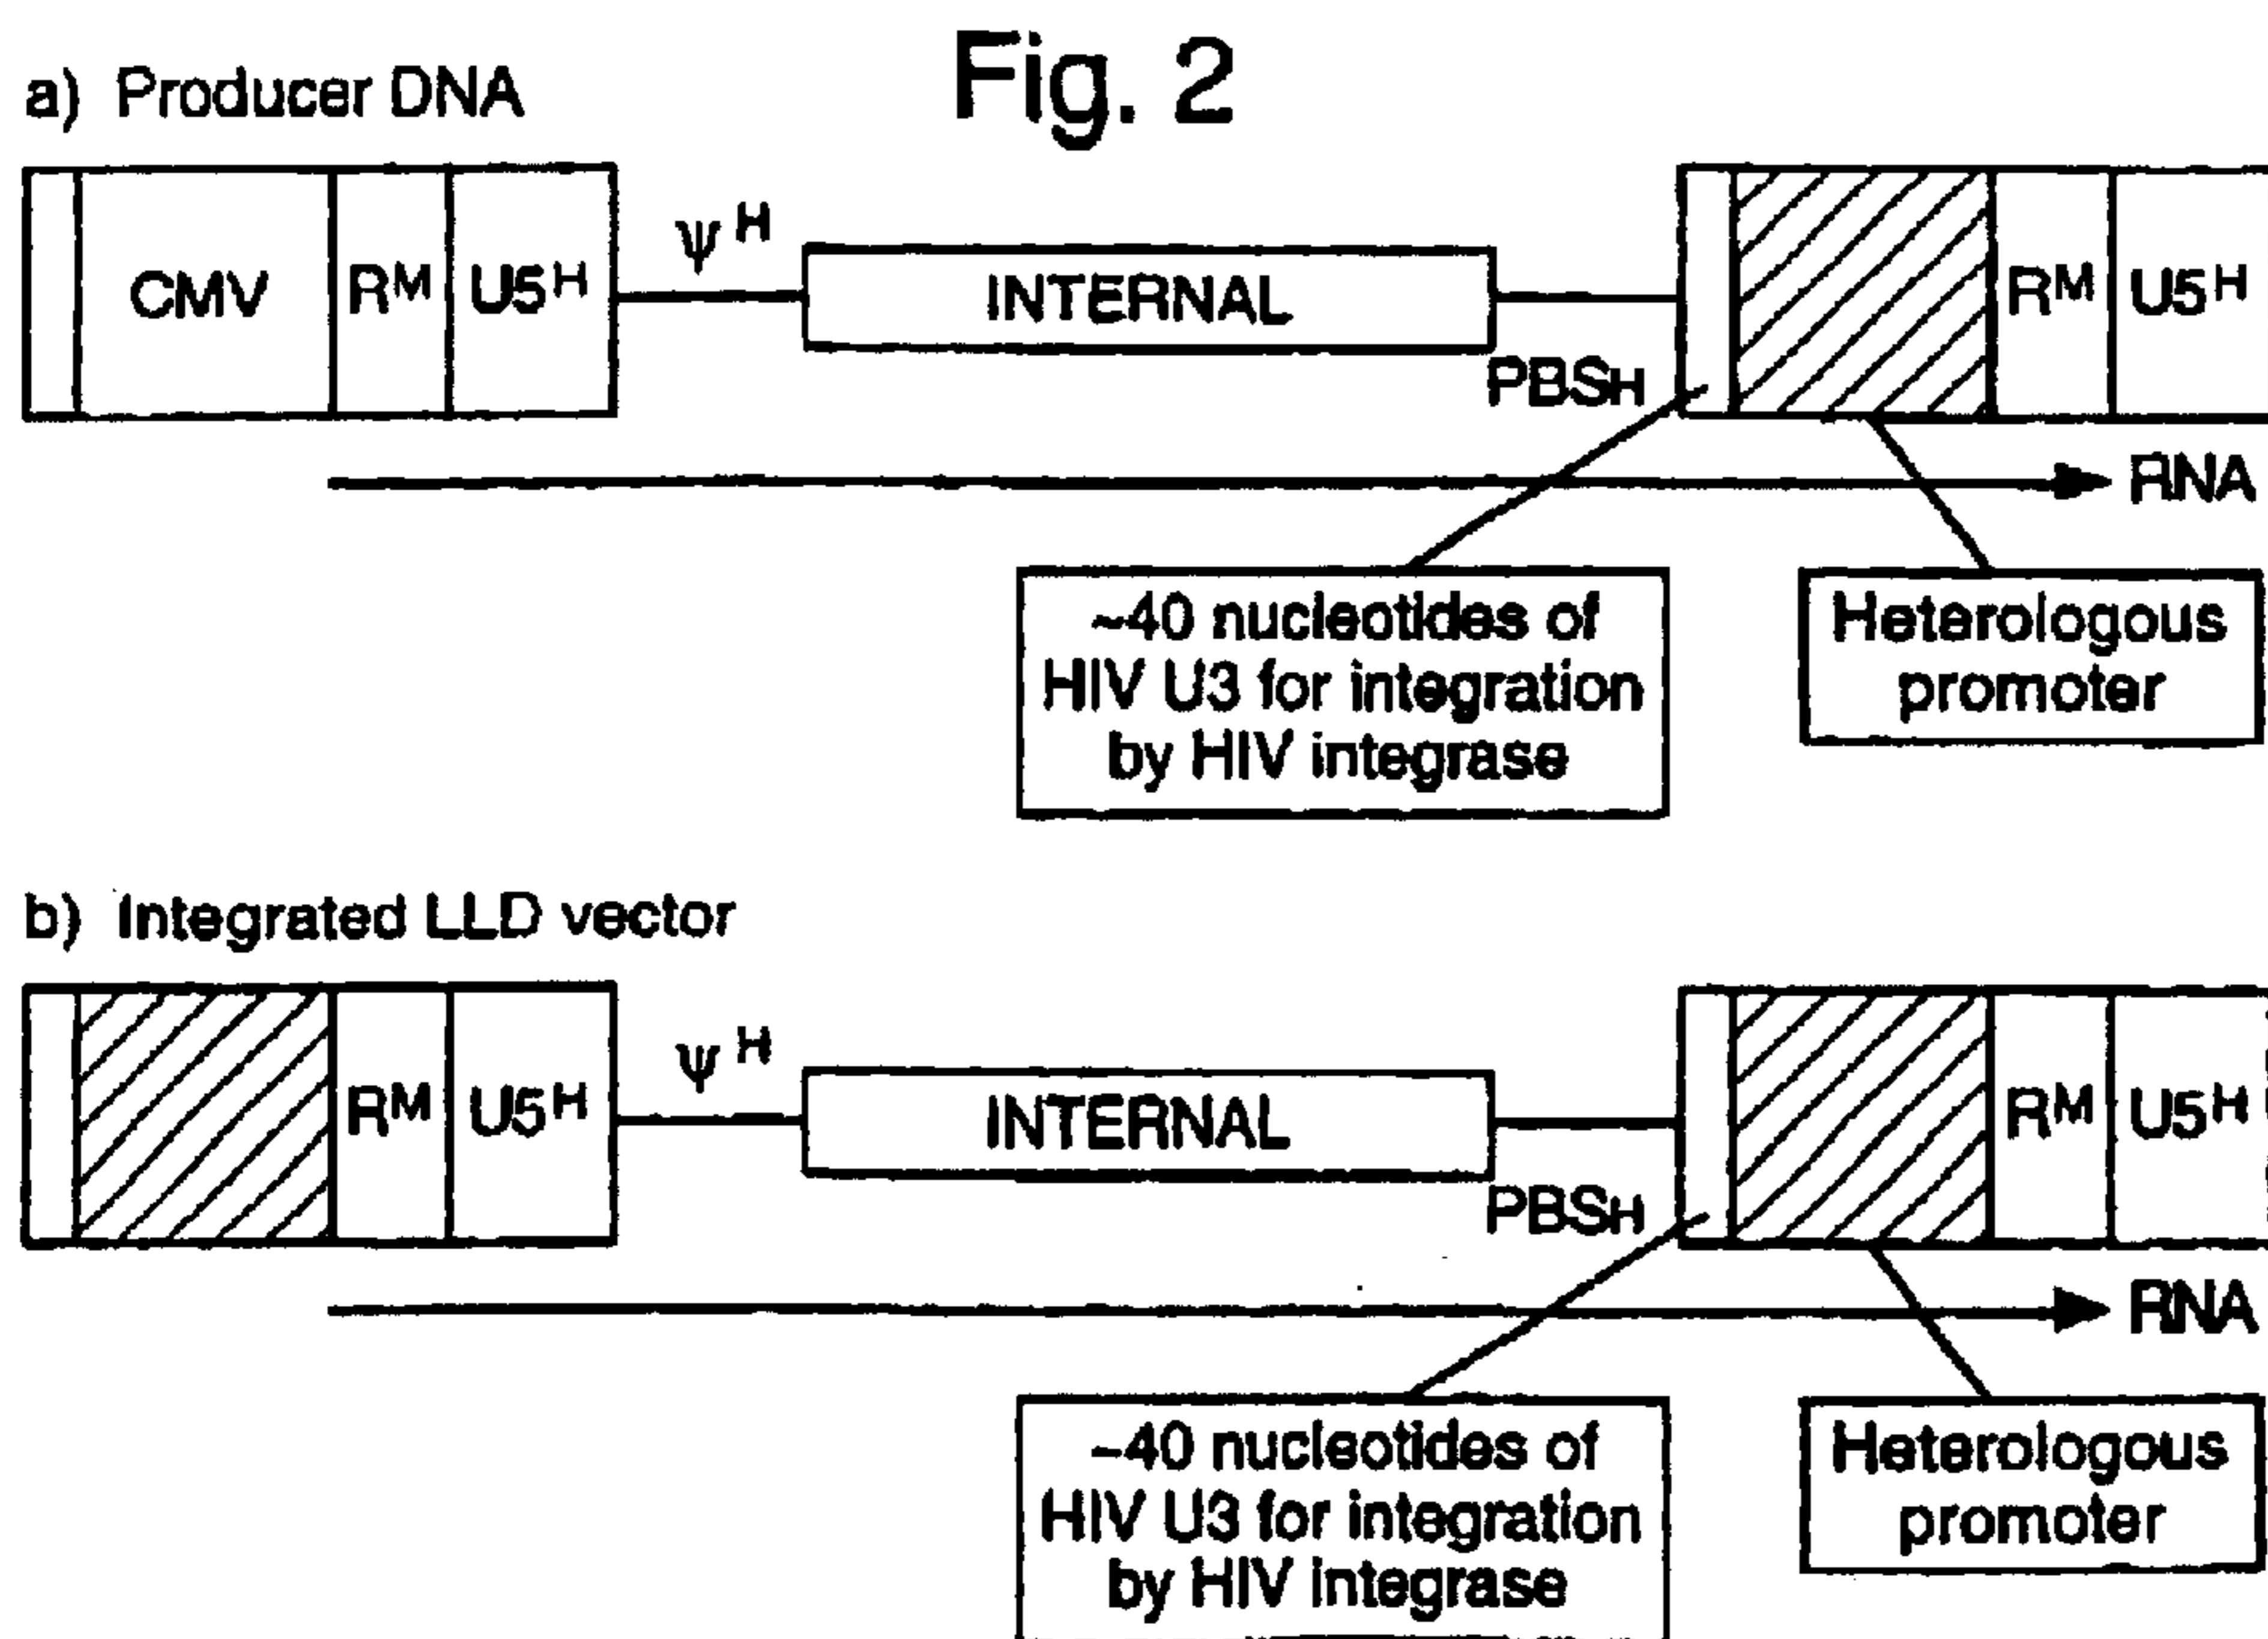 Fig. 2
a) Producer DNA
CMV RM U5H ψH INTERNAL PBSH RM U5H
RNA
~40 nucleotides of
HIV U3 for integration
by HIV integrase
Heterologous
promoter
b) Integrated LLD vector
RM U5H ψH INTERNAL PBSH RM U5H
RNA
~40 nucleotides of
HIV U3 for integration
by HIV integrase
Heterologous
promoter